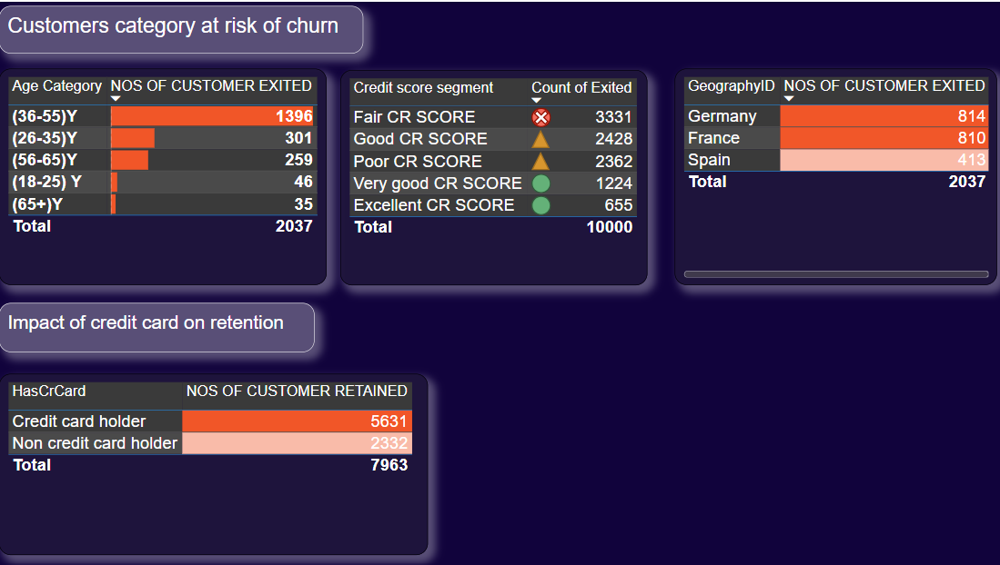 Customers category at risk of churn
Age Category NOS OF CUSTOMER EXITED
(36-55)Y 1396
(26-35)Y 301
(56-65)Y 259
(18-25) Y 46
(65+)Y 35
Total 2037
Credit score segment Count of Exited
Fair CR SCORE 3331
Good CR SCORE 2428
Poor CR SCORE 2362
Very good CR SCORE 1224
Excellent CR SCORE 655
Total 10000
GeographyID NOS OF CUSTOMER EXITED
Germany 814
France 810
Spain 413
Total 2037
Impact of credit card on retention
HasCrCard NOS OF CUSTOMER RETAINED
Credit card holder 5631
Non credit card holder 2332
Total 7963